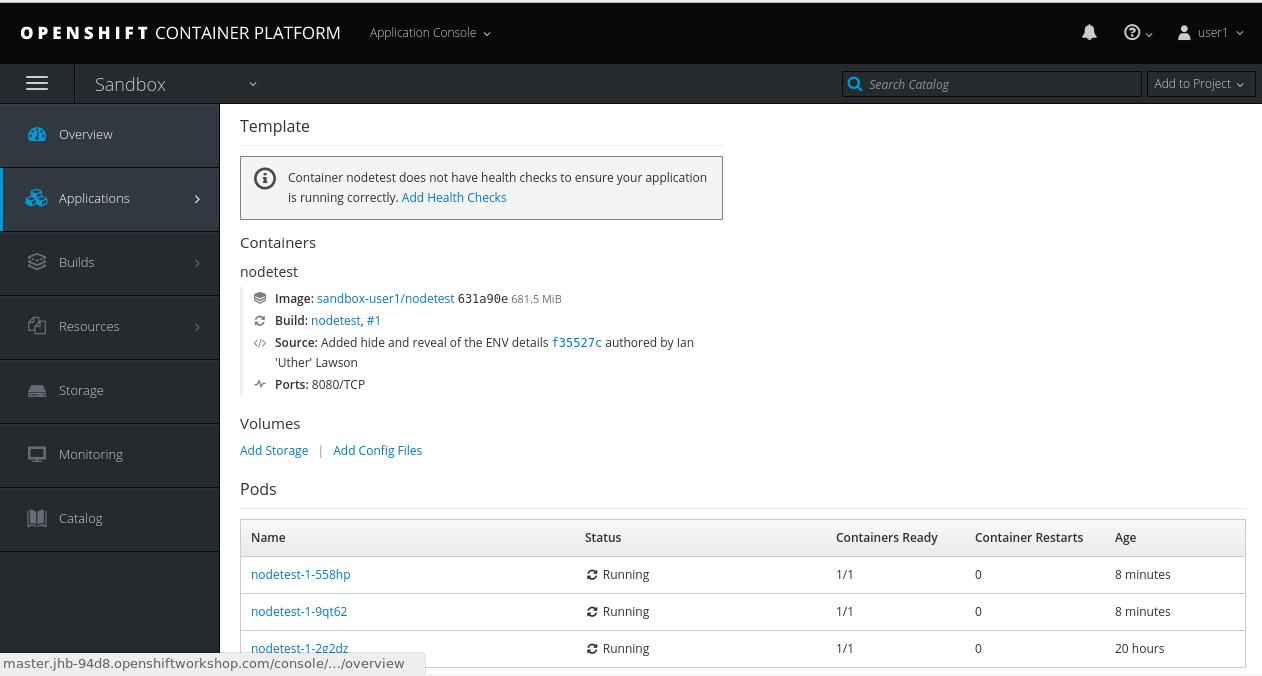 OPENSHIFT CONTAINER PLATFORM Application Console user1
Sandbox Search Catalog Add to Project
Overview
Applications
Builds
Resources
Storage
Monitoring
Catalog
Template
Container nodetest does not have health checks to ensure your application
is running correctly. Add Health Checks
Containers
nodetest
Image: sandbox-user1/nodetest 631a90e 681.5 MiB
Build: nodetest, #1
</> Source: Added hide and reveal of the ENV details f35527c authored by Ian
'Uther' Lawson
Ports: 8080/TCP
Volumes
Add Storage | Add Config Files
Pods
Name Status Containers Ready Container Restarts Age
nodetest-1-558hp Running 1/1 0 8 minutes
nodetest-1-9qt62 Running 1/1 0 8 minutes
nodetest-1-2g2dz Running 1/1 0 20 hours
master.jhb-94d8.openshiftworkshop.com/console/.../overview